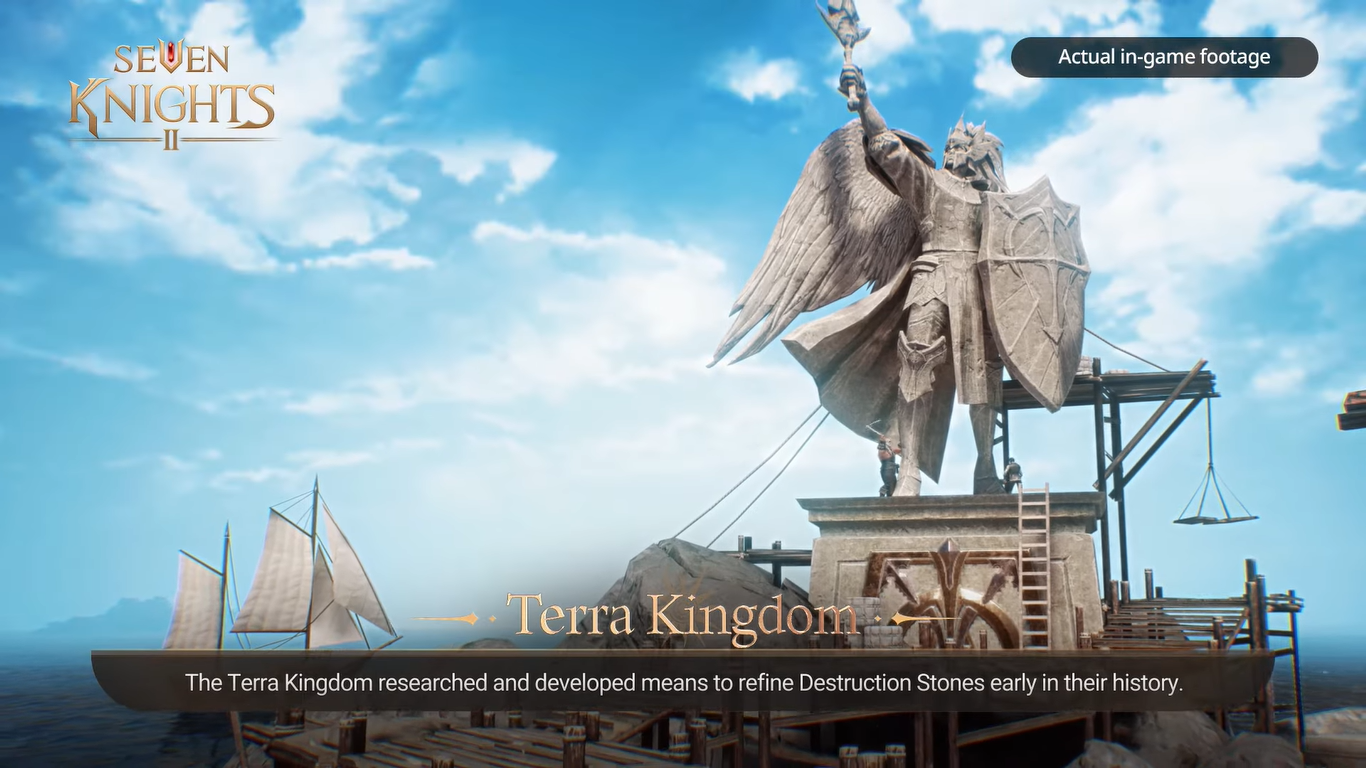 SEVEN
KNIGHTS
II
Actual in-game footage
Terra Kingdom
The Terra Kingdom researched and developed means to refine Destruction Stones early in their history.